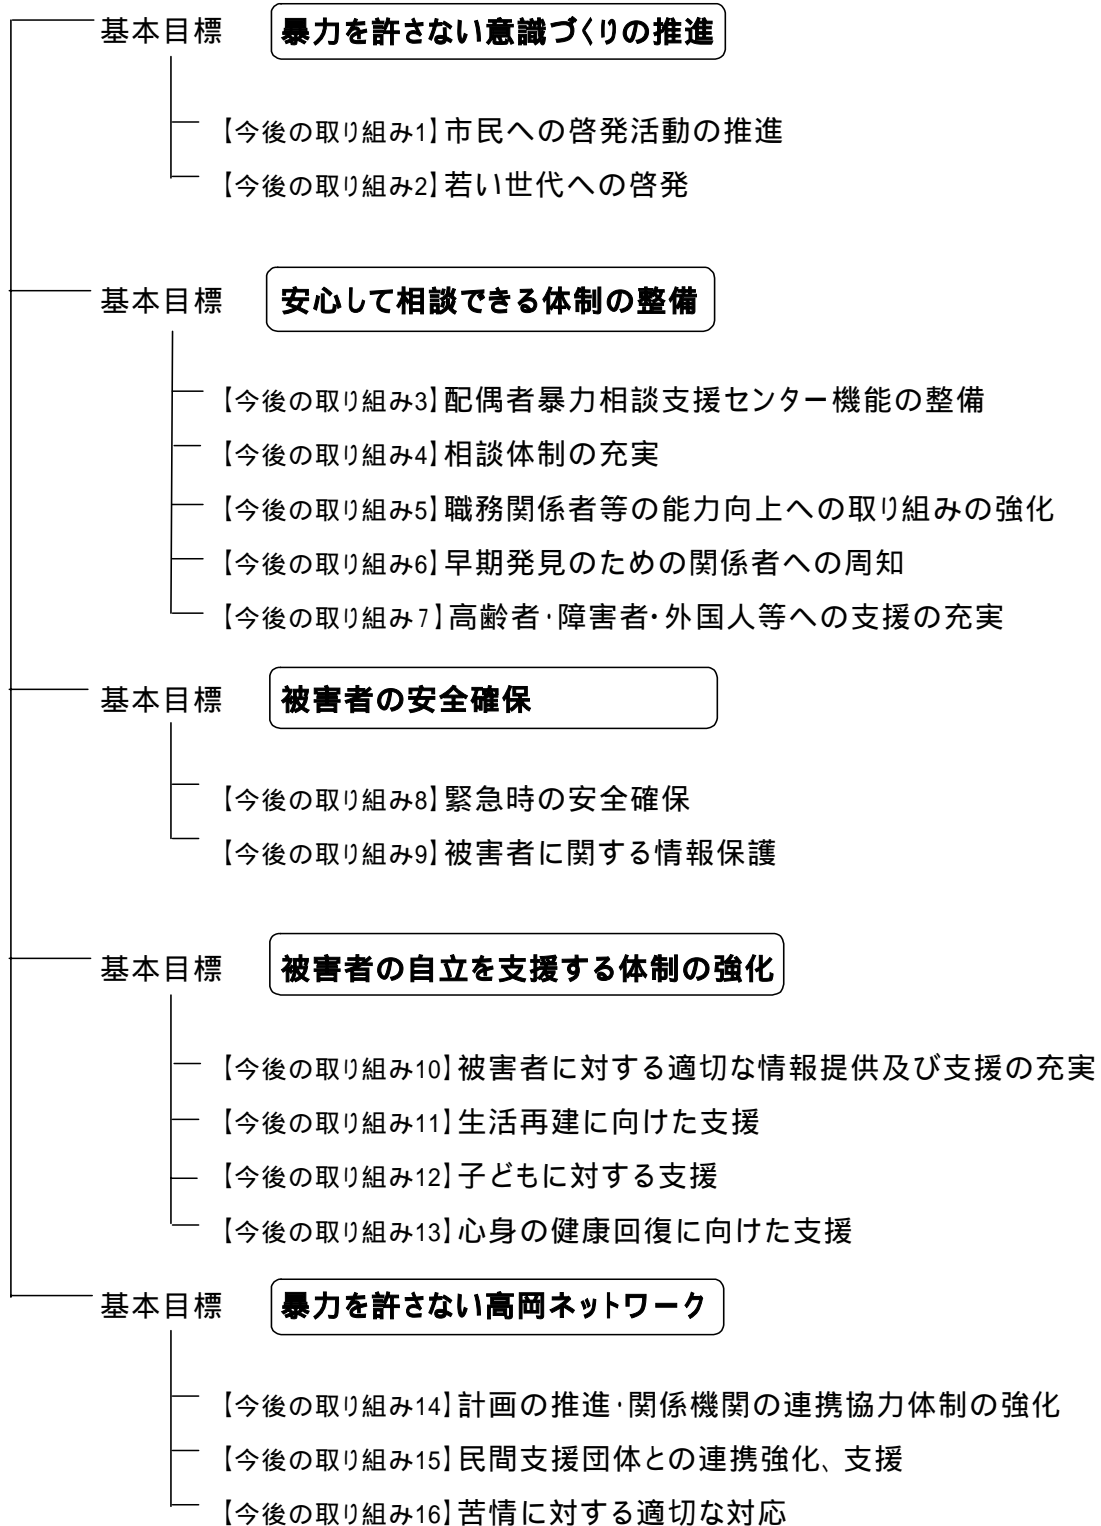 基本目標 暴力を許さない意識づくりの推進
【今後の取り組み1】市民への啓発活動の推進
【今後の取り組み2】若い世代への啓発
基本目標 安心して相談できる体制の整備
【今後の取り組み3】配偶者暴力相談支援センター機能の整備
【今後の取り組み4】相談体制の充実
【今後の取り組み5】職務関係者等の能力向上への取り組みの強化
【今後の取り組み6】早期発見のための関係者への周知
【今後の取り組み7】高齢者・障害者・外国人等への支援の充実
基本目標 被害者の安全確保
【今後の取り組み8】緊急時の安全確保
【今後の取り組み9】被害者に関する情報保護
基本目標 被害者の自立を支援する体制の強化
【今後の取り組み10】被害者に対する適切な情報提供及び支援の充実
【今後の取り組み11】生活再建に向けた支援
【今後の取り組み12】子どもに対する支援
【今後の取り組み13】心身の健康回復に向けた支援
基本目標 暴力を許さない高岡ネットワーク
【今後の取り組み14】計画の推進・関係機関の連携協力体制の強化
【今後の取り組み15】民間支援団体との連携強化、支援
【今後の取り組み16】苦情に対する適切な対応